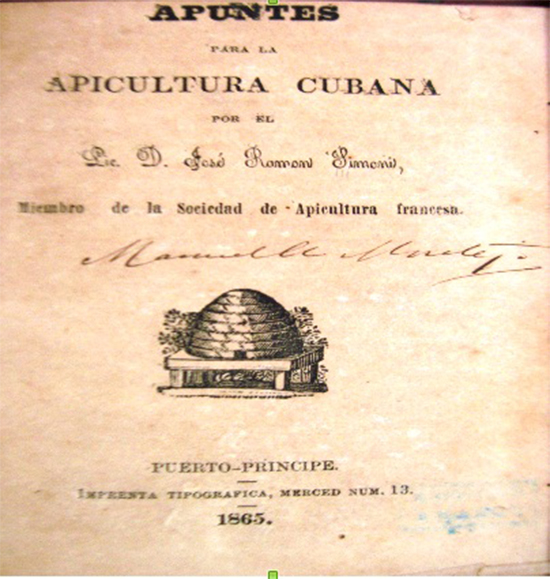 APUNTES
PARA LA
APICULTURA CUBANA
POR EL
Lic. D. José Ramon Simoni,
Miembro de la Sociedad de Apicultura francesa.
PUERTO-PRINCIPE.
IMPRENTA TIPOGRAFICA, MERCED NUM. 13.
1865.